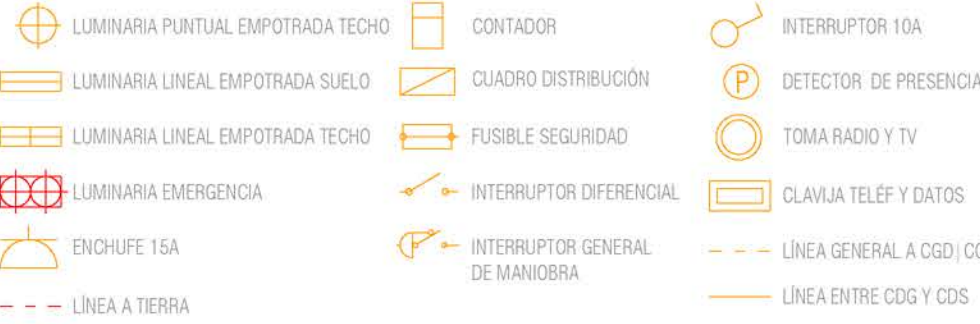 LUMINARIA PUNTUAL EMPOTRADA TECHO
LUMINARIA LINEAL EMPOTRADA SUELO
LUMINARIA LINEAL EMPOTRADA TECHO
LUMINARIA EMERGENCIA
ENCHUFE 15A
LÍNEA A TIERRA
CONTADOR
CUADRO DISTRIBUCIÓN
FUSIBLE SEGURIDAD
INTERRUPTOR DIFERENCIAL
INTERRUPTOR GENERAL
DE MANIOBRA
INTERRUPTOR 10A
P
DETECTOR DE PRESENCIA
TOMA RADIO Y TV
CLAVIJA TELÉF Y DATOS
LÍNEA GENERAL A CGD|
LÍNEA ENTRE CDG Y CDS